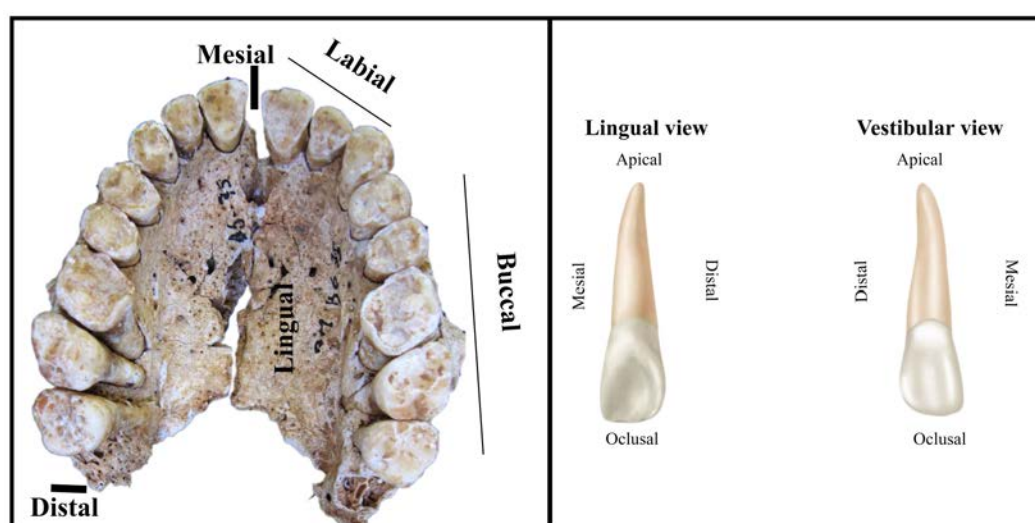 Mesial
Labial
Buccal
Lingual
Distal
Lingual view
Apical
Mesial
Distal
Oclusal
Vestibular view
Apical
Distal
Mesial
Oclusal